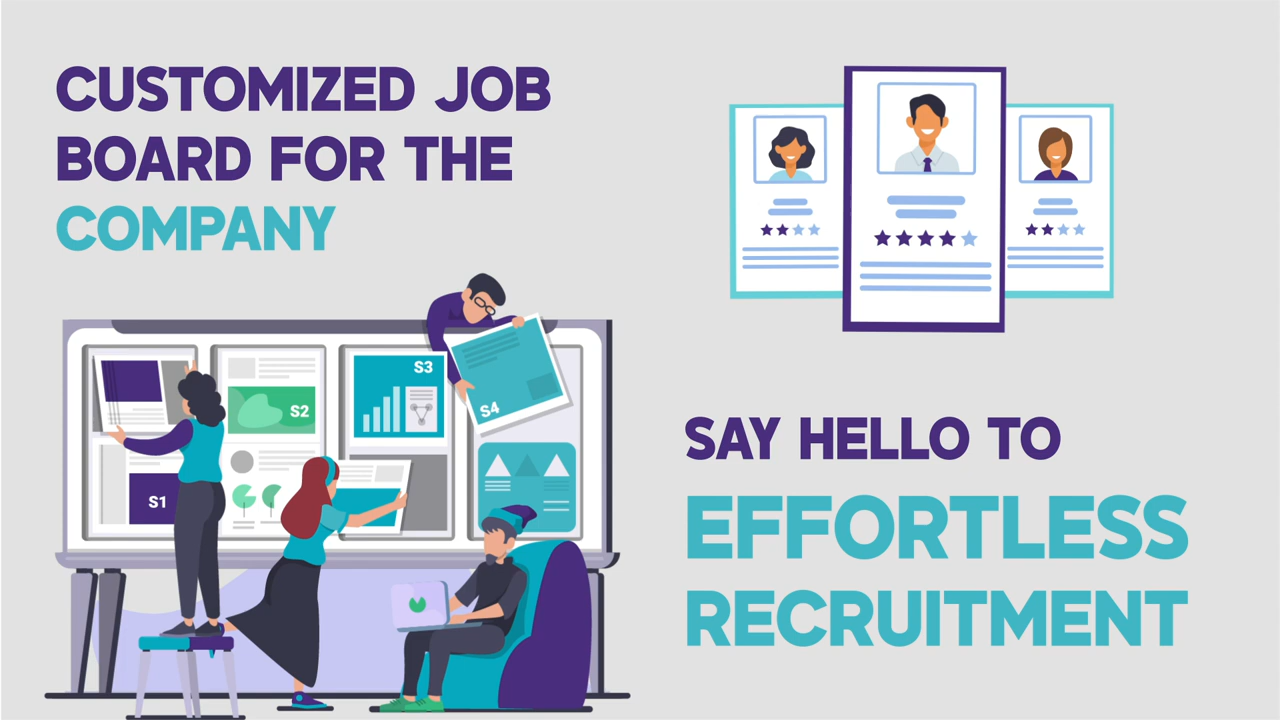 CUSTOMIZED JOB
BOARD FOR THE
COMPANY
S1
S2
S3
S4
SAY HELLO TO
EFFORTLESS
RECRUITMENT